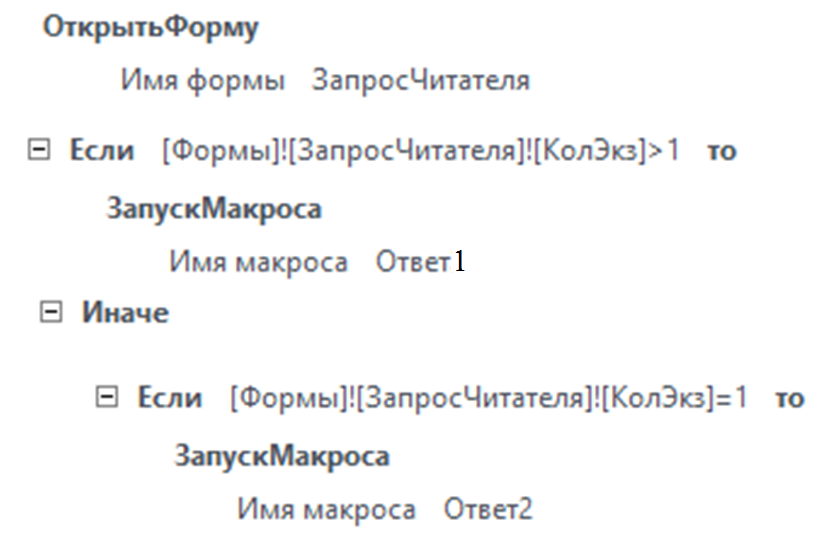 ОткрытьФорму
Имя формы ЗапросЧитателя
Если [Формы]![ЗапросЧитателя]![КолЭкз]>1 то
ЗапускМакроса
Имя макроса Ответ1
Иначе
Если [Формы]![ЗапросЧитателя]![КолЭкз]=1 то
ЗапускМакроса
Имя макроса Ответ2